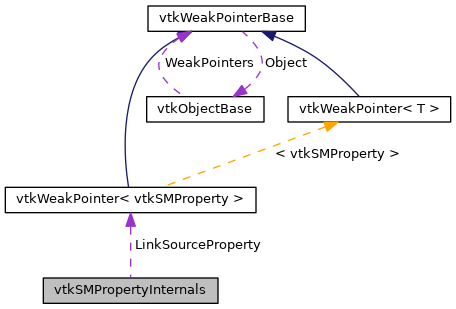 vtkWeakPointerBase
WeakPointers
Object
vtkObjectBase
vtkWeakPointer< T >
< vtkSMProperty >
vtkWeakPointer< vtkSMProperty >
LinkSourceProperty
vtkSMPropertyInternals